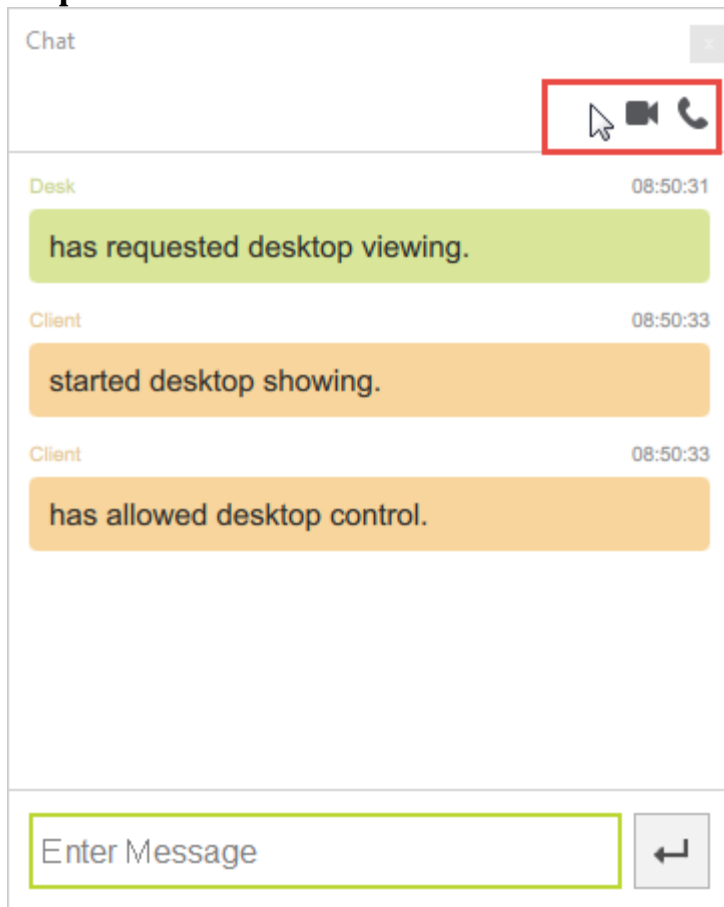 Chat
Desk 08:50:31
has requested desktop viewing.
Client 08:50:33
started desktop showing.
Client 08:50:33
has allowed desktop control.
Enter Message